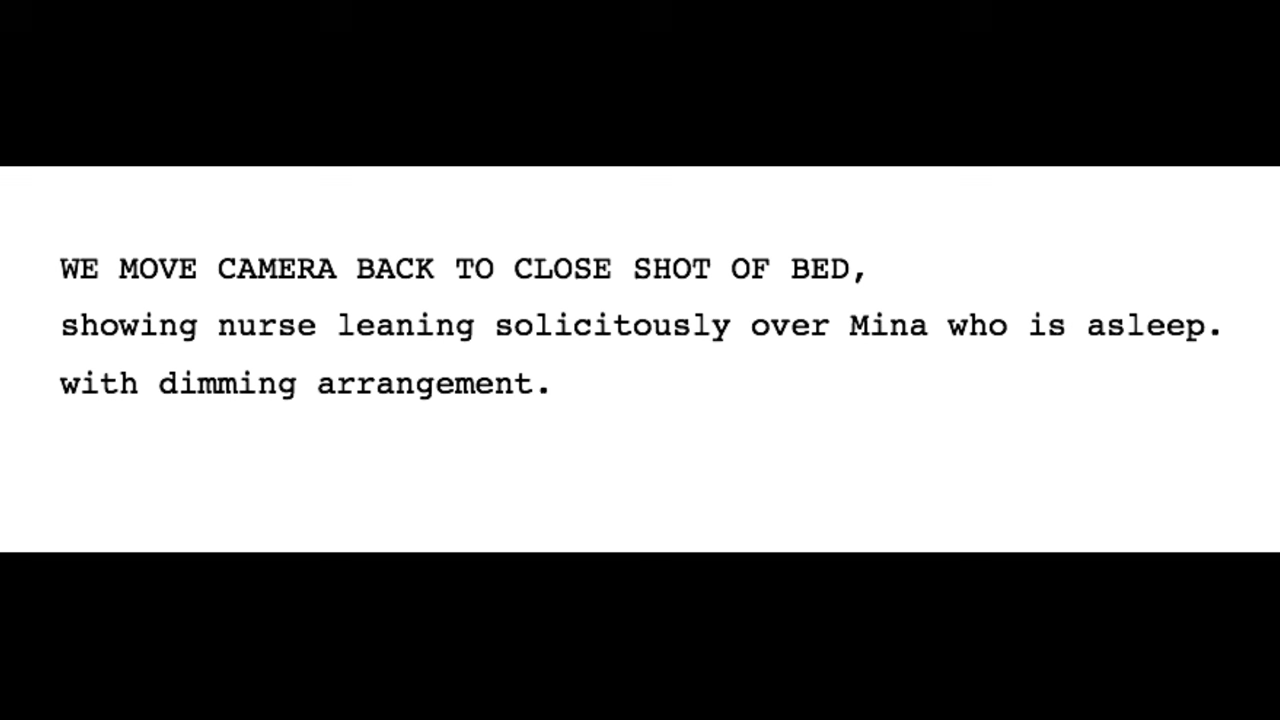 WE MOVE CAMERA BACK TO CLOSE SHOT OF BED,
showing nurse leaning solicitously over Mina who is asleep.
with dimming arrangement.